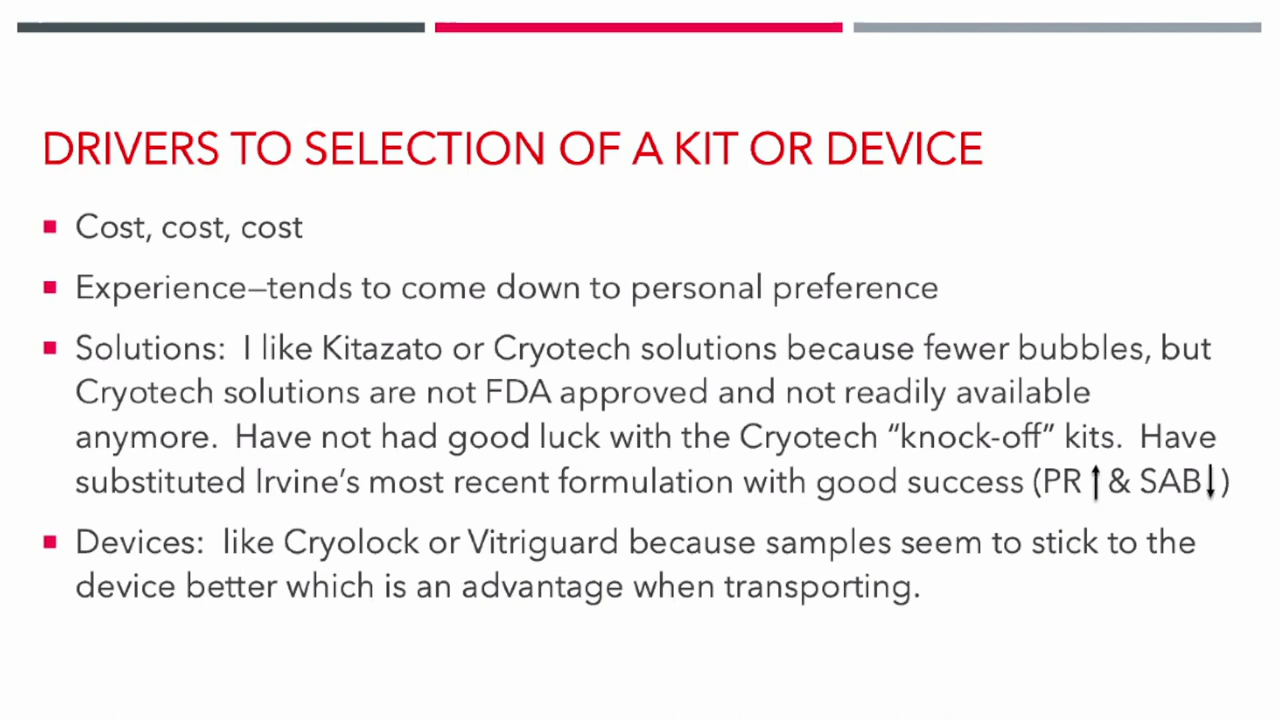 DRIVERS TO SELECTION OF A KIT OR DEVICE
▪ Cost, cost, cost
▪ Experience—tends to come down to personal preference
▪ Solutions:  I like Kitazato or Cryotech solutions because fewer bubbles, but
Cryotech solutions are not FDA approved and not readily available
anymore.  Have not had good luck with the Cryotech “knock-off” kits.  Have
substituted Irvine’s most recent formulation with good success (PR ↑ & SAB↓)
▪ Devices:  like Cryolock or Vitriguard because samples seem to stick to the
device better which is an advantage when transporting.